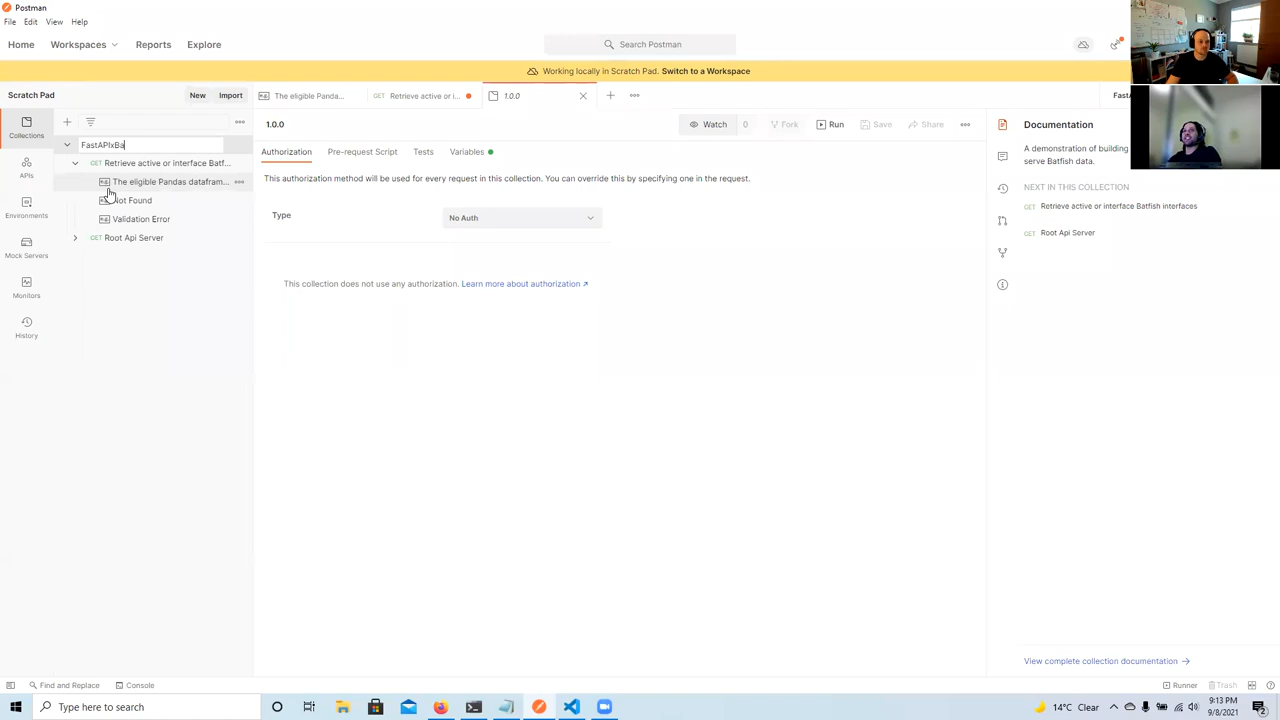 Postman
File Edit View Help
Home Workspaces Reports Explore Search Postman
Working locally in Scratch Pad. Switch to a Workspace
Scratch Pad New Import
The eligible Panda...
Retrieve active or i...
1.0.0
FastA
Collections
APIs
Environments
Mock Servers
Monitors
History
FastAPIxBa
GET Retrieve active or interface Batf...
The eligible Pandas datafram...
Not Found
Validation Error
GET Root Api Server
1.0.0 Watch 0 Fork Run Save Share
Authorization Pre-request Script Tests Variables
This authorization method will be used for every request in this collection. You can override this by specifying one in the request.
Type No Auth
This collection does not use any authorization. Learn more about authorization
Documentation
A demonstration of building
serve Batfish data.
NEXT IN THIS COLLECTION
GET Retrieve active or interface Batfish interfaces
GET Root Api Server
View complete collection documentation
Find and Replace Console Runner Trash
Type here to search
14°C Clear
9:13 PM
9/8/2021
2